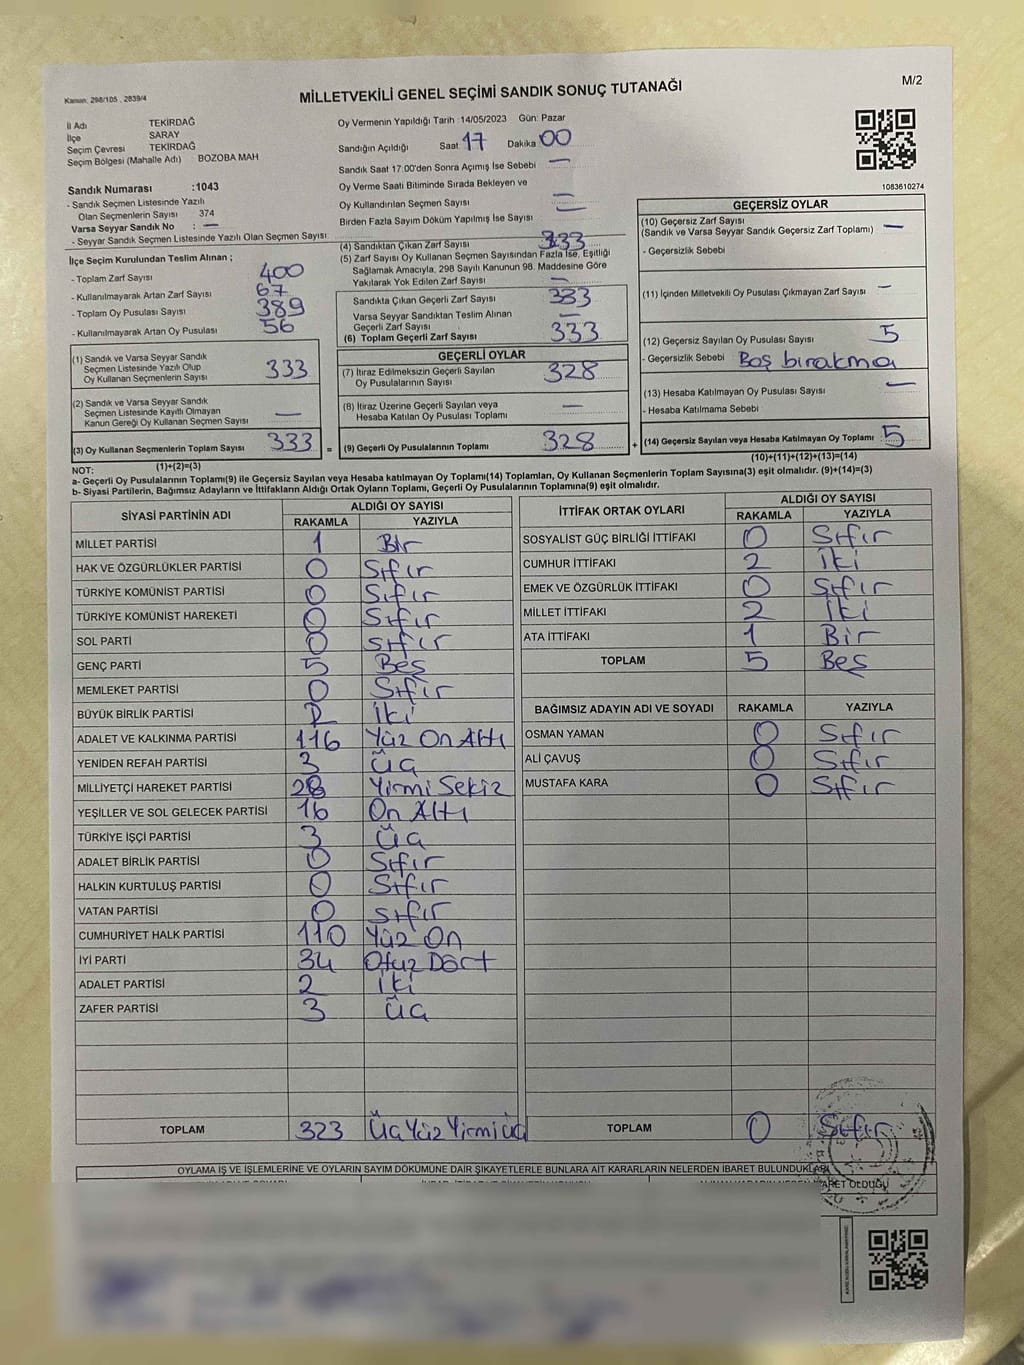 Kanun, 298/105 , 2839/4
M/2
MİLLETVEKİLİ GENEL SEÇİMİ SANDIK SONUÇ TUTANAĞI
İl Adı TEKİRDAĞ
İlçe SARAY
Seçim Çevresi TEKİRDAĞ
Seçim Bölgesi (Mahalle Adı) BOZOBA MAH
Sandık Numarası :1043
- Sandık Seçmen Listesinde Yazılı
Olan Seçmenlerin Sayısı 374
Varsa Seyyar Sandık No : —
- Seyyar Sandık Seçmen Listesinde Yazılı Olan Seçmen Sayısı:
Oy Vermenin Yapıldığı Tarih :14/05/2023 Gün: Pazar
Sandığın Açıldığı Saat 17 Dakika 00
Sandık Saat 17:00'den Sonra Açımış İse Sebebi —
Oy Verme Saati Bitiminde Sırada Bekleyen ve
Oy Kullandırılan Seçmen Sayısı —
Birden Fazla Sayım Döküm Yapılmış İse Sayısı —
1083610274
İlçe Seçim Kurulundan Teslim Alınan ;
- Toplam Zarf Sayısı 400
- Kullanılmayarak Artan Zarf Sayısı 67
- Toplam Oy Pusulası Sayısı 389
- Kullanılmayarak Artan Oy Pusulası 56
(1) Sandık ve Varsa Seyyar Sandık
Seçmen Listesinde Yazılı Olup
Oy Kullanan Seçmenlerin Sayısı 333
(2) Sandık ve Varsa Seyyar Sandık
Seçmen Listesinde Kayıtlı Olmayan
Kanun Gereği Oy Kullanan Seçmen Sayısı —
(3) Oy Kullanan Seçmenlerin Toplam Sayısı 333 =
(1)+(2)=(3)
(4) Sandıktan Çıkan Zarf Sayısı 333
(5) Zarf Sayısı Oy Kullanan Seçmen Sayısından Fazla İse, Eşitliği
Sağlamak Amacıyla, 298 Sayılı Kanunun 98. Maddesine Göre
Yakılarak Yok Edilen Zarf Sayısı —
Sandıkta Çıkan Geçerli Zarf Sayısı 333
Varsa Seyyar Sandıktan Teslim Alınan
Geçerli Zarf Sayısı —
(6) Toplam Geçerli Zarf Sayısı 333
GEÇERLİ OYLAR
(7) İtiraz Edilmeksizin Geçerli Sayılan
Oy Pusulalarının Sayısı 328
(8) İtiraz Üzerine Geçerli Sayılan veya
Hesaba Katılan Oy Pusulası Toplamı —
(9) Geçerli Oy Pusulalarının Toplamı 328 +
GEÇERSİZ OYLAR
(10) Geçersiz Zarf Sayısı —
(Sandık ve Varsa Seyyar Sandık Geçersiz Zarf Toplamı)
- Geçersizlik Sebebi
(11) İçinden Milletvekili Oy Pusulası Çıkmayan Zarf Sayısı —
(12) Geçersiz Sayılan Oy Pusulası Sayısı 5
- Geçersizlik Sebebi Boş bırakma
(13) Hesaba Katılmayan Oy Pusulası Sayısı —
- Hesaba Katılmama Sebebi
(14) Geçersiz Sayılan veya Hesaba Katılmayan Oy Toplamı 5
(10)+(11)+(12)+(13)=(14)
NOT:
a- Geçerli Oy Pusulalarının Toplamı(9) ile Geçersiz Sayılan veya Hesaba katılmayan Oy Toplamı(14) Toplamları, Oy Kullanan Seçmenlerin Toplam Sayısına(3) eşit olmalıdır. (9)+(14)=(3)
b- Siyasi Partilerin, Bağımsız Adayların ve İttifakların Aldığı Ortak Oyların Toplamı, Geçerli Oy Pusulalarının Toplamına(9) eşit olmalıdır.
SİYASİ PARTİNİN ADI ALDIĞI OY SAYISI
RAKAMLA YAZIYLA
MİLLET PARTİSİ 1 Bir
HAK VE ÖZGÜRLÜKLER PARTİSİ 0 Sıfır
TÜRKİYE KOMÜNİST PARTİSİ 0 Sıfır
TÜRKİYE KOMÜNİST HAREKETİ 0 Sıfır
SOL PARTİ 0 sıfır
GENÇ PARTİ 5 Beş
MEMLEKET PARTİSİ 0 Sıfır
BÜYÜK BİRLİK PARTİSİ 2 İki
ADALET VE KALKINMA PARTİSİ 116 Yüz On Altı
YENİDEN REFAH PARTİSİ 3 Üç
MİLLİYETÇİ HAREKET PARTİSİ 28 Yirmi Sekiz
YEŞİLLER VE SOL GELECEK PARTİSİ 16 On Altı
TÜRKİYE İŞÇİ PARTİSİ 3 Üç
ADALET BİRLİK PARTİSİ 0 Sıfır
HALKIN KURTULUŞ PARTİSİ 0 Sıfır
VATAN PARTİSİ 0 sıfır
CUMHURİYET HALK PARTİSİ 110 Yüz On
İYİ PARTİ 34 Otuz Dört
ADALET PARTİSİ 2 İki
ZAFER PARTİSİ 3 Üç
TOPLAM 323 Üç Yüz Yirmi üç
İTTİFAK ORTAK OYLARI ALDIĞI OY SAYISI
RAKAMLA YAZIYLA
SOSYALİST GÜÇ BİRLİĞİ İTTİFAKI 0 Sıfır
CUMHUR İTTİFAKI 2 İki
EMEK VE ÖZGÜRLÜK İTTİFAKI 0 Sıfır
MİLLET İTTİFAKI 2 İki
ATA İTTİFAKI 1 Bir
TOPLAM 5 Beş
BAĞIMSIZ ADAYIN ADI VE SOYADI RAKAMLA YAZIYLA
OSMAN YAMAN 0 Sıfır
ALİ ÇAVUŞ 0 Sıfır
MUSTAFA KARA 0 Sıfır
TOPLAM 0 Sıfır
OYLAMA İŞ VE İŞLEMLERİNE VE OYLARIN SAYIM DÖKÜMÜNE DAİR ŞİKAYETLERLE BUNLARA AİT KARARLARIN NELERDEN İBARET BULUNDUKLARI
OLDUĞU